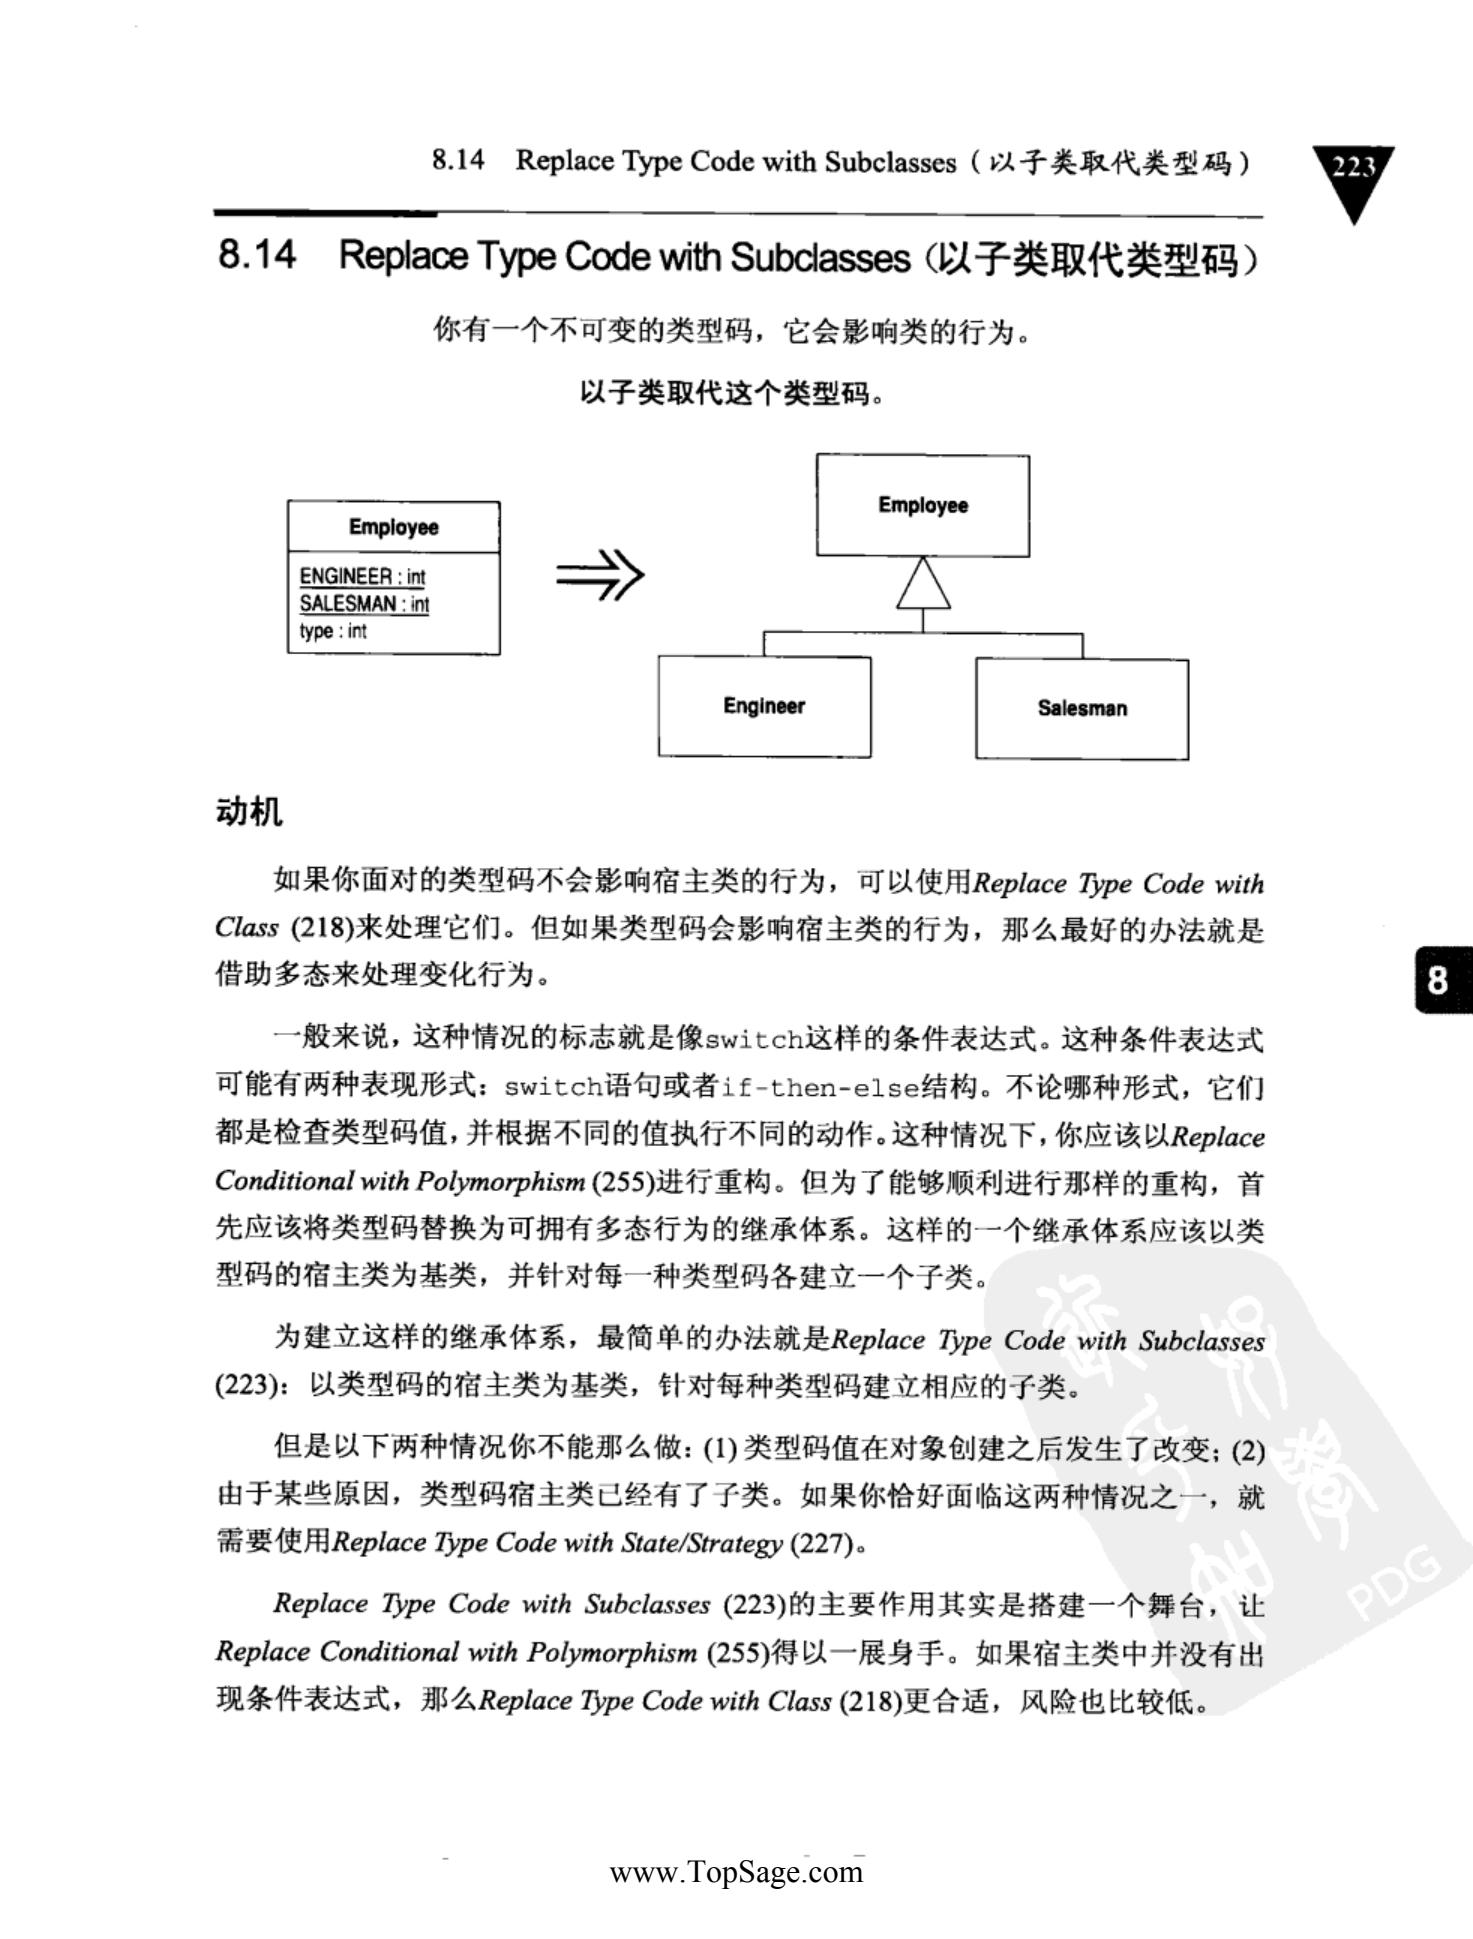 8.14 Replace Type Code with Subclasses（以子类取代类型码）
223
8.14 Replace Type Code with Subclasses（以子类取代类型码）
你有一个不可变的类型码，它会影响类的行为。
以子类取代这个类型码。
Employee
ENGINEER : int
SALESMAN : int
type : int
Employee
Engineer
Salesman
动机
如果你面对的类型码不会影响宿主类的行为，可以使用Replace Type Code with
Class (218)来处理它们。但如果类型码会影响宿主类的行为，那么最好的办法就是
借助多态来处理变化行为。
8
一般来说，这种情况的标志就是像switch这样的条件表达式。这种条件表达式
可能有两种表现形式：switch语句或者if-then-else结构。不论哪种形式，它们
都是检查类型码值，并根据不同的值执行不同的动作。这种情况下，你应该以Replace
Conditional with Polymorphism (255)进行重构。但为了能够顺利进行那样的重构，首
先应该将类型码替换为可拥有多态行为的继承体系。这样的一个继承体系应该以类
型码的宿主类为基类，并针对每一种类型码各建立一个子类。
为建立这样的继承体系，最简单的办法就是Replace Type Code with Subclasses
(223)：以类型码的宿主类为基类，针对每种类型码建立相应的子类。
但是以下两种情况你不能那么做：(1) 类型码值在对象创建之后发生了改变；(2)
由于某些原因，类型码宿主类已经有了子类。如果你恰好面临这两种情况之一，就
需要使用Replace Type Code with State/Strategy (227)。
Replace Type Code with Subclasses (223)的主要作用其实是搭建一个舞台，让
Replace Conditional with Polymorphism (255)得以一展身手。如果宿主类中并没有出
现条件表达式，那么Replace Type Code with Class (218)更合适，风险也比较低。
PDG
www.TopSage.com